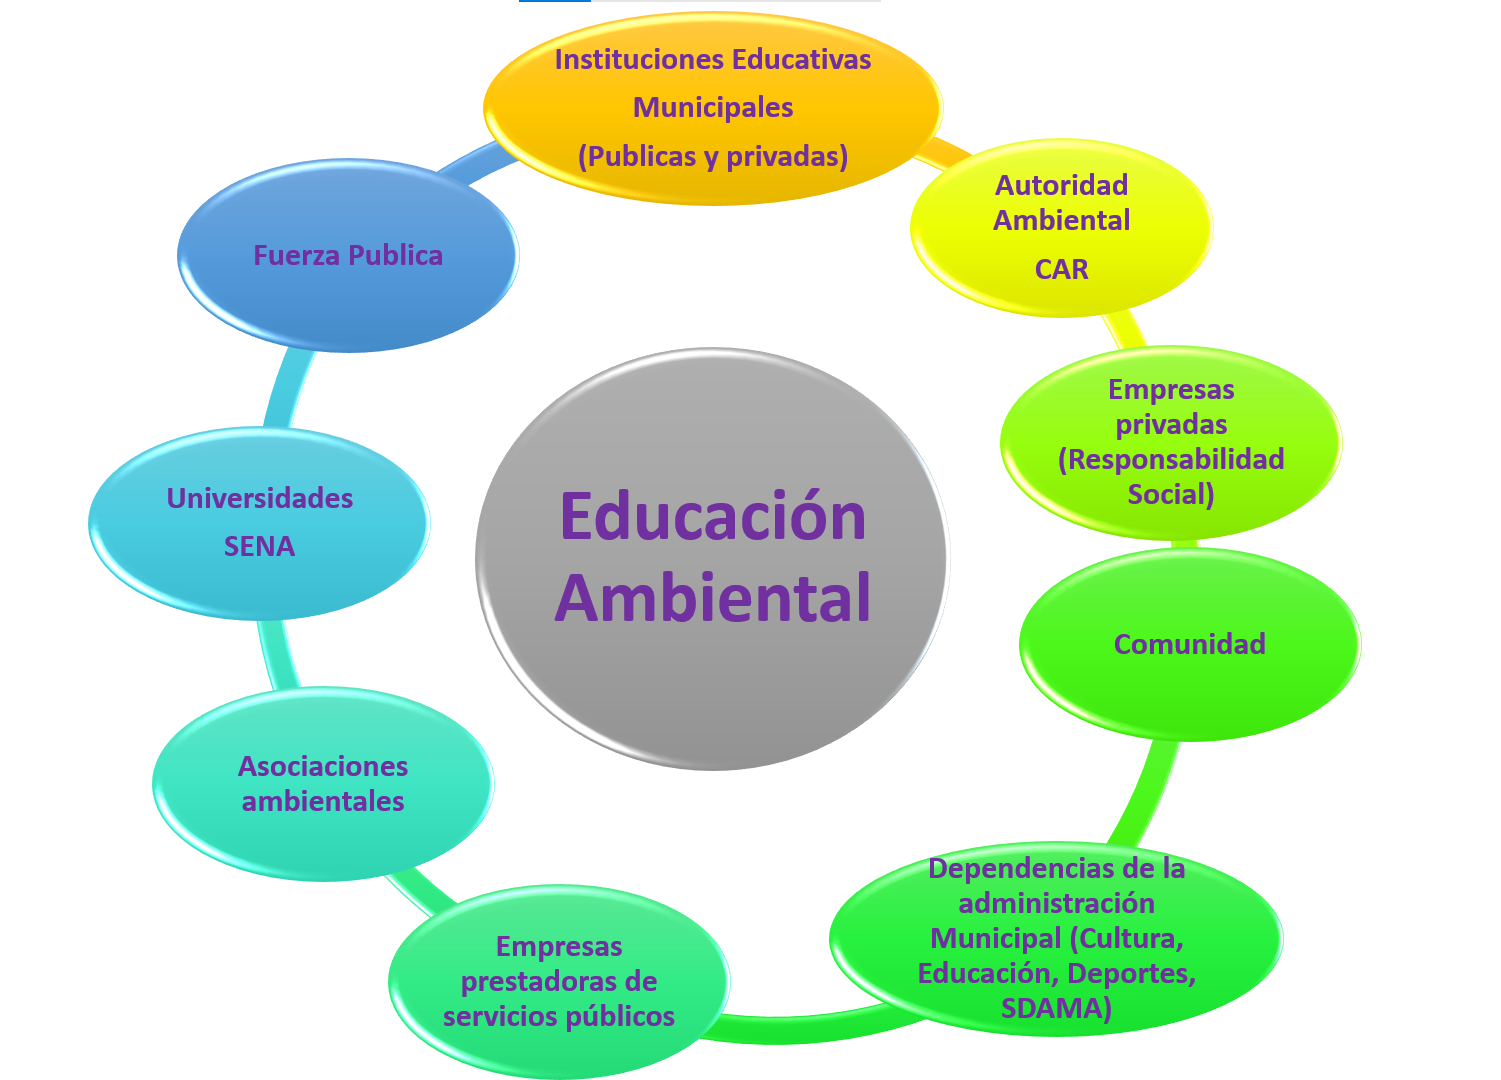 Instituciones Educativas
Municipales
(Publicas y privadas)
Autoridad
Ambiental
CAR
Empresas
privadas
(Responsabilidad
Social)
Comunidad
Dependencias de la
administración
Municipal (Cultura,
Educación, Deportes,
SDAMA)
Empresas
prestadoras de
servicios públicos
Asociaciones
ambientales
Universidades
SENA
Fuerza Publica
Educación
Ambiental